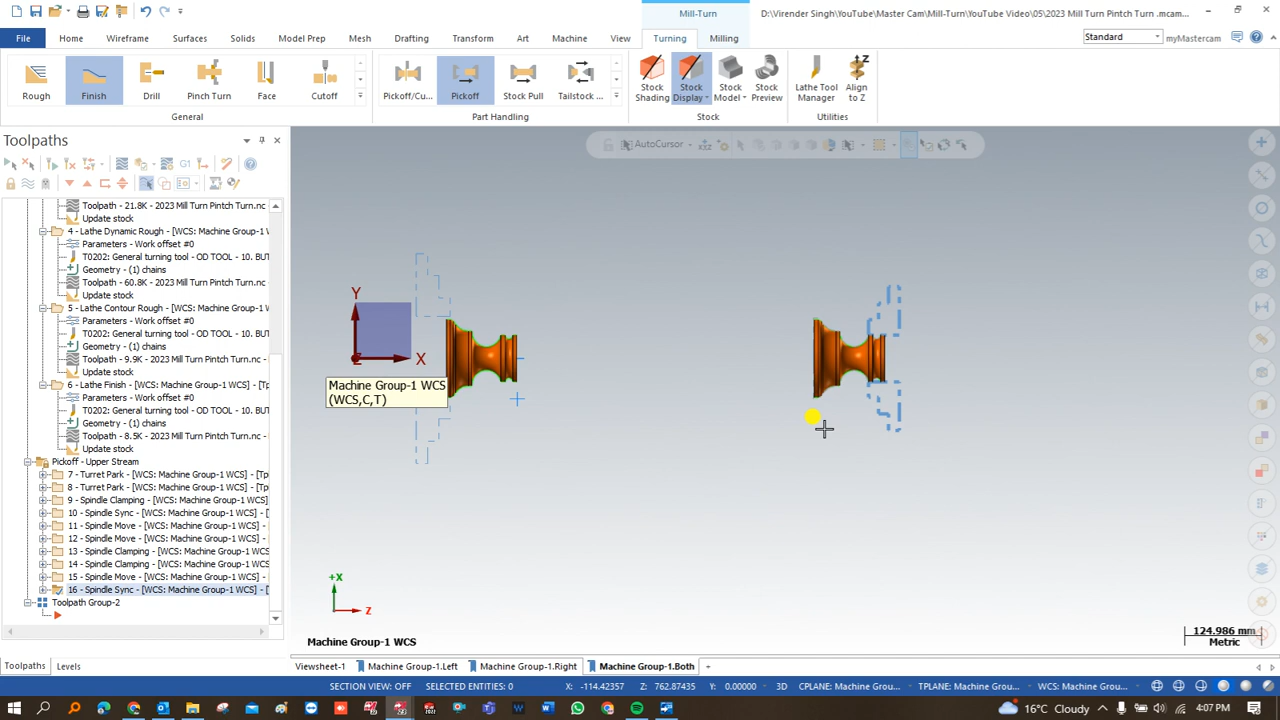 Mill-Turn
D:\Virender Singh\YouTube\Master Cam\Mill-Turn\YouTube Video\05\2023 Mill Turn Pintch Turn .mcam...
File
Home
Wireframe
Surfaces
Solids
Model Prep
Mesh
Drafting
Transform
Art
Machine
View
Turning
Milling
Standard
myMastercam
Rough
Finish
Drill
Pinch Turn
Face
Cutoff
Pickoff/Cu...
Pickoff
Stock Pull
Tailstock ...
Stock Shading
Stock Display
Stock Model
Stock Preview
Lathe Tool Manager
Align to Z
General
Part Handling
Stock
Utilities
Toolpaths
AutoCursor
G1
Toolpath - 21.8K - 2023 Mill Turn Pintch Turn.nc -
Update stock
4 - Lathe Dynamic Rough - [WCS: Machine Group-1 W
Parameters - Work offset #0
T0202: General turning tool - OD TOOL - 10. BUT
Geometry - (1) chains
Toolpath - 60.8K - 2023 Mill Turn Pintch Turn.nc -
Update stock
5 - Lathe Contour Rough - [WCS: Machine Group-1 W
Parameters - Work offset #0
T0202: General turning tool - OD TOOL - 10. BUT
Geometry - (1) chains
Toolpath - 9.9K - 2023 Mill Turn Pintch Turn.nc -
Update stock
6 - Lathe Finish - [WCS: Machine Group-1 WCS] - [Tp
Parameters - Work offset #0
T0202: General turning tool - OD TOOL - 10. BUT
Geometry - (1) chains
Toolpath - 8.5K - 2023 Mill Turn Pintch Turn.nc -
Update stock
Pickoff - Upper Stream
7 - Turret Park - [WCS: Machine Group-1 WCS] - [Tpl
8 - Turret Park - [WCS: Machine Group-1 WCS] - [Tpl
9 - Spindle Clamping - [WCS: Machine Group-1 WCS]
10 - Spindle Sync - [WCS: Machine Group-1 WCS] - [
11 - Spindle Move - [WCS: Machine Group-1 WCS] -
12 - Spindle Move - [WCS: Machine Group-1 WCS] -
13 - Spindle Clamping - [WCS: Machine Group-1 WCS]
14 - Spindle Clamping - [WCS: Machine Group-1 WCS]
15 - Spindle Move - [WCS: Machine Group-1 WCS] -
16 - Spindle Sync - [WCS: Machine Group-1 WCS] - [
Toolpath Group-2
Y
X
Z
Machine Group-1 WCS
(WCS,C,T)
+X
Z
Machine Group-1 WCS
124.986 mm
Metric
Toolpaths
Levels
Viewsheet-1
Machine Group-1.Left
Machine Group-1.Right
Machine Group-1.Both
+
SECTION VIEW: OFF
SELECTED ENTITIES: 0
X: -114.42357
Z: 762.87435
Y: 0.00000
3D
CPLANE: Machine Grou...
TPLANE: Machine Grou...
WCS: Machine Grou...
16°C Cloudy
4:07 PM